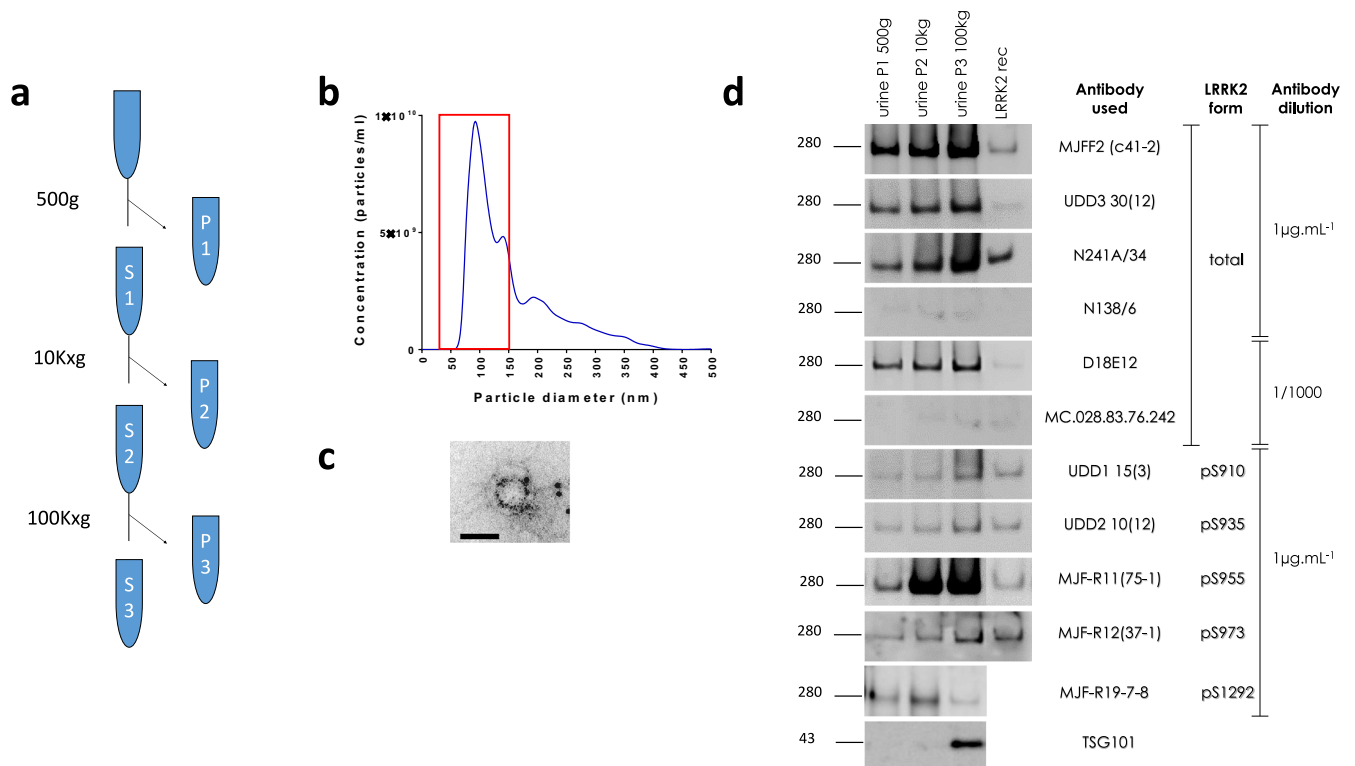 a
500g
P
1
S
1
10Kxg
P
2
S
2
100Kxg
P
3
S
3
b
Concentration (particles/ml)
1✖10 10
5✖10 9
0
0
50
100
150
200
250
300
350
400
450
500
Particle diameter (nm)
c
d
urine P1 500g
urine P2 10kg
urine P3 100kg
LRRK2 rec
Antibody used
LRRK2 form
Antibody dilution
280
MJFF2 (c41-2)
280
UDD3 30(12)
280
N241A/34
280
N138/6
280
D18E12
280
MC.028.83.76.242
total
1µg.mL⁻¹
1/1000
280
UDD1 15(3)
pS910
280
UDD2 10(12)
pS935
280
MJF-R11(75-1)
pS955
280
MJF-R12(37-1)
pS973
280
MJF-R19-7-8
pS1292
1µg.mL⁻¹
43
TSG101